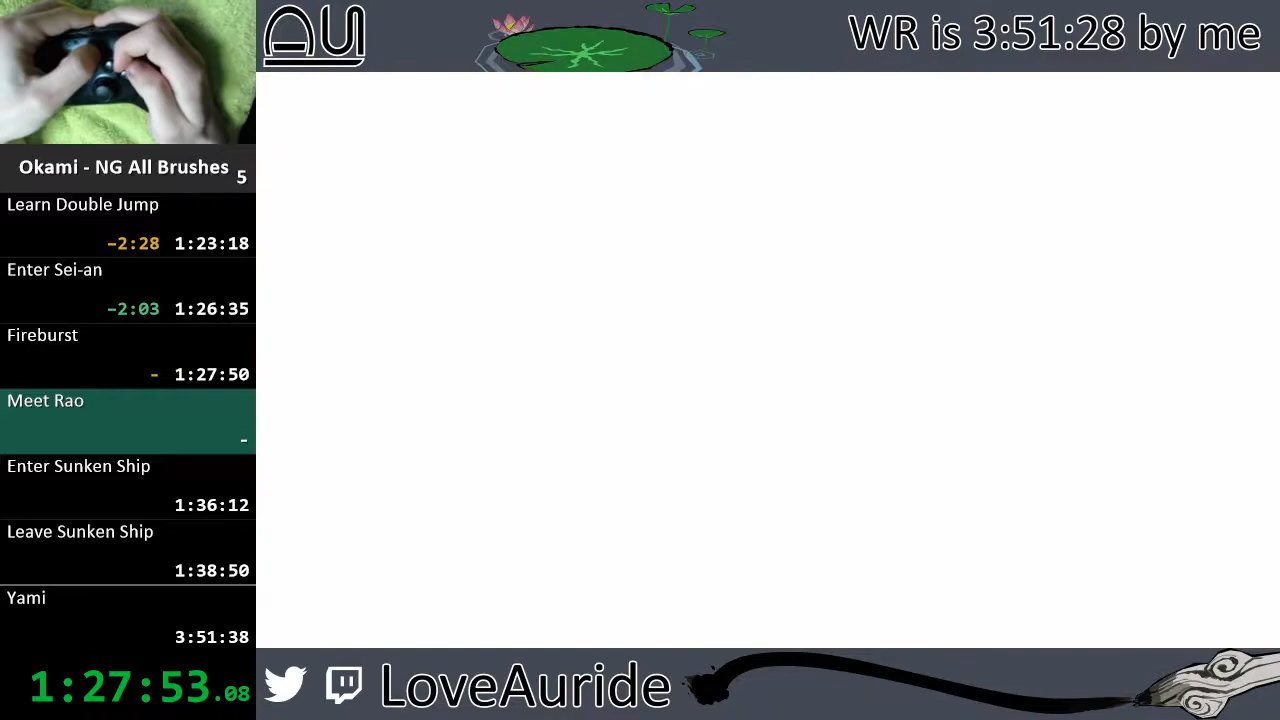 AU
WR is 3:51:28 by me
Okami - NG All Brushes 5
Learn Double Jump
-2:28 1:23:18
Enter Sei-an
-2:03 1:26:35
Fireburst
- 1:27:50
Meet Rao
-
Enter Sunken Ship
1:36:12
Leave Sunken Ship
1:38:50
Yami
3:51:38
1:27:53.08
LoveAuride